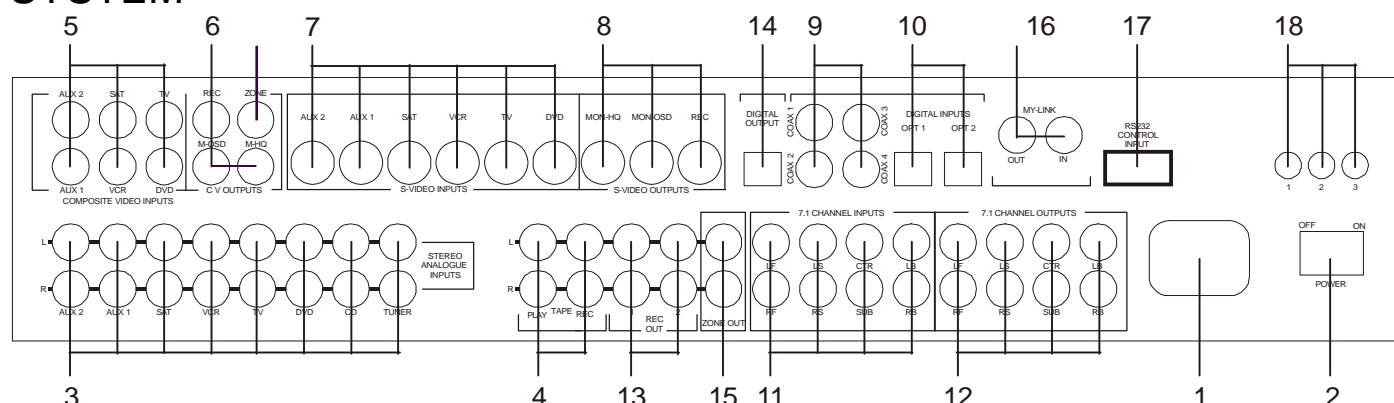 SYSTEM
5 6 7 8 14 9 10 16 17 18
AUX 2 SAT TV REC ZONE
AUX 2 AUX 1 SAT VCR TV DVD MON-HQ MON-OSD REC
DIGITAL OUTPUT
COAX 1 COAX 3
DIGITAL INPUTS
OPT 1 OPT 2
MY-LINK
RS232 CONTROL INPUT
M-OSD M-HQ
COAX 2 COAX 4
OUT IN
AUX 1 VCR DVD
C V OUTPUTS
S-VIDEO INPUTS
S-VIDEO OUTPUTS
1 2 3
COMPOSITE VIDEO INPUTS
7.1 CHANNEL INPUTS
7.1 CHANNEL OUTPUTS
OFF ON
L
STEREO ANALOGUE INPUTS
L
LF LS CTR LB
LF LS CTR LB
POWER
R
R
AUX 2 AUX 1 SAT VCR TV DVD CD TUNER
PLAY TAPE REC
1 2
REC OUT
ZONE OUT
RF RS SUB RB
RF RS SUB RB
3 4 13 15 11 12 1 2